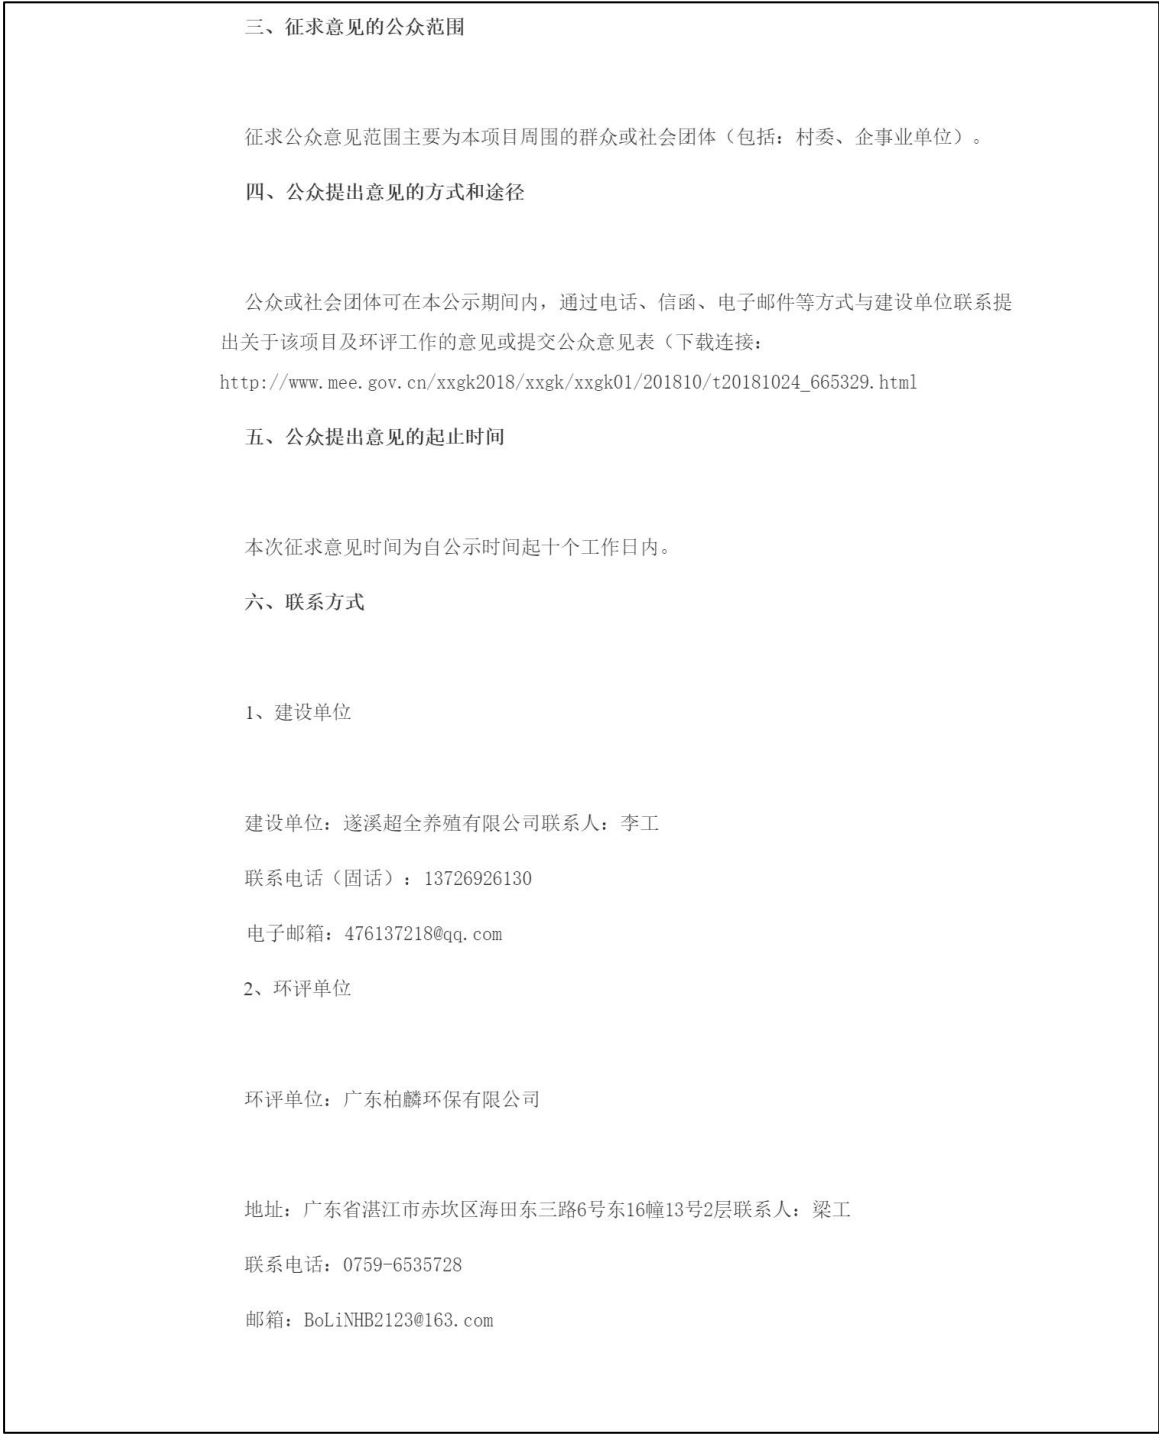 三、征求意见的公众范围
征求公众意见范围主要为本项目周围的群众或社会团体（包括：村委、企事业单位）。
四、公众提出意见的方式和途径
公众或社会团体可在本公示期间内，通过电话、信函、电子邮件等方式与建设单位联系提
出关于该项目及环评工作的意见或提交公众意见表（下载连接：
http://www.mee.gov.cn/xxgk2018/xxgk/xxgk01/201810/t20181024_665329.html
五、公众提出意见的起止时间
本次征求意见时间为自公示时间起十个工作日内。
六、联系方式
1、建设单位
建设单位：遂溪超全养殖有限公司联系人：李工
联系电话（固话）：13726926130
电子邮箱：476137218@qq.com
2、环评单位
环评单位：广东柏麟环保有限公司
地址：广东省湛江市赤坎区海田东三路6号东16幢13号2层联系人：梁工
联系电话：0759-6535728
邮箱：BoLiNHB2123@163.com